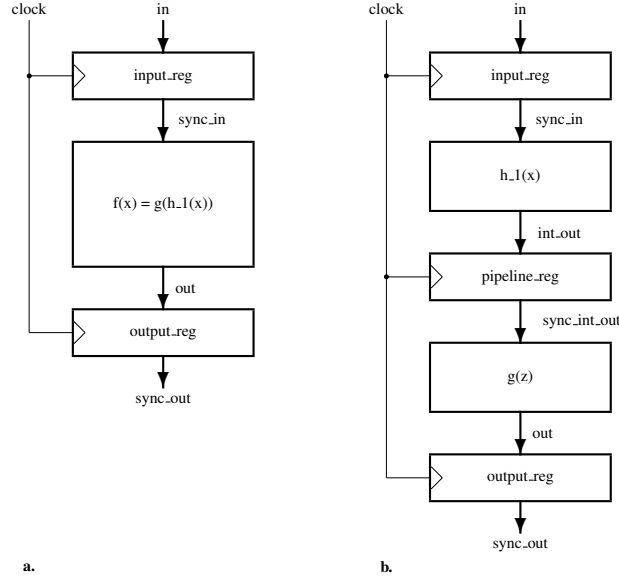 clock
in
input_reg
sync_in
f(x) = g(h_1(x))
out
output_reg
sync_out
a.
clock
in
input_reg
sync_in
h_1(x)
int_out
pipeline_reg
sync_int_out
g(z)
out
output_reg
sync_out
b.